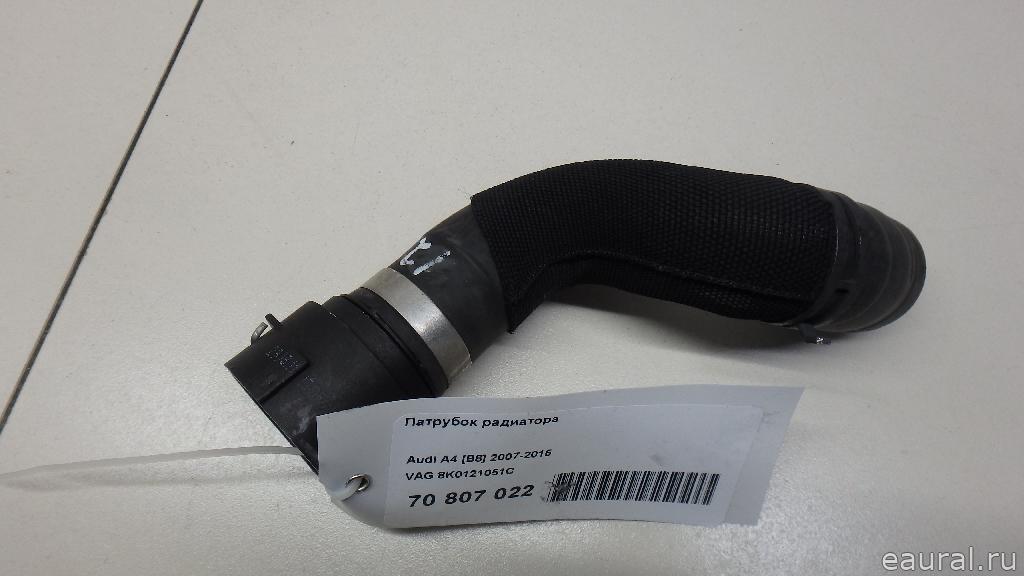 Патрубок радиатора
Audi A4 [B8] 2007-2015
VAG 8K0121051C
70 807 022
eaural.ru